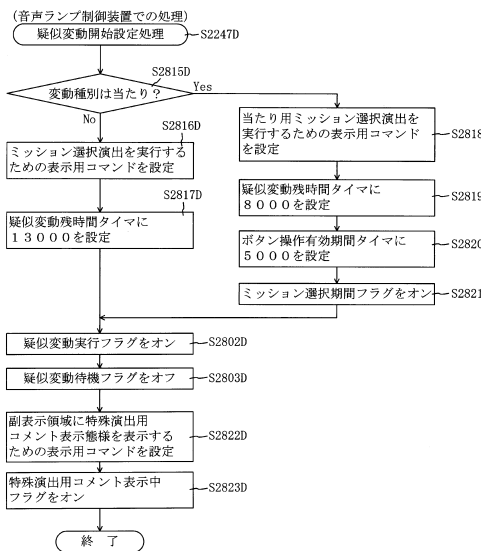 (音声ランプ制御装置での処理)
疑似変動開始設定処理
S2247D
S2815D
変動種別は当たり？
Yes
No
S2816D
ミッション選択演出を実行する
ための表示用コマンドを設定
S2817D
疑似変動残時間タイマに
１３０００を設定
当たり用ミッション選択演出を
実行するための表示用コマンド
を設定
S2818
疑似変動残時間タイマに
８０００を設定
S2819
ボタン操作有効期間タイマに
５０００を設定
S2820
ミッション選択期間フラグをオン
S2821
疑似変動実行フラグをオン
S2802D
疑似変動待機フラグをオフ
S2803D
副表示領域に特殊演出用
コメント表示態様を表示する
ための表示用コマンドを設定
S2822D
特殊演出用コメント表示中
フラグをオン
S2823D
終 了